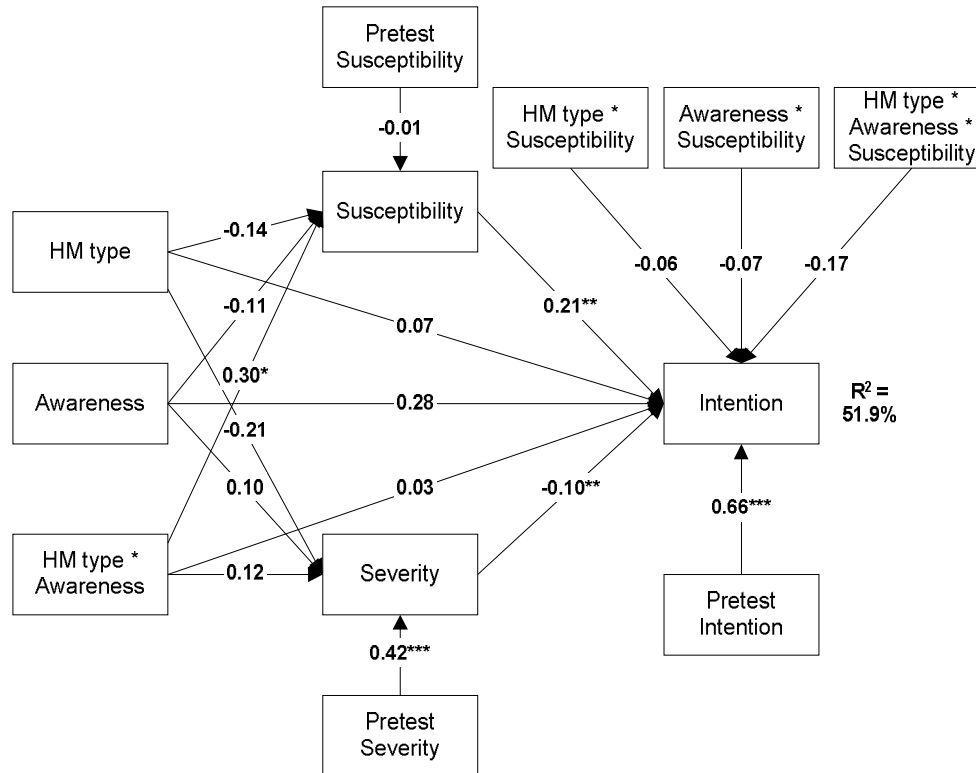 Pretest
Susceptibility
-0.01
HM type *
Susceptibility
Awareness *
Susceptibility
HM type *
Awareness *
Susceptibility
Susceptibility
HM type
-0.14
-0.06
-0.07
-0.17
-0.11
0.21**
0.07
Awareness
0.30*
0.28
Intention
R² =
51.9%
-0.21
0.10
0.03
-0.10**
0.66***
HM type *
Awareness
0.12
Severity
Pretest
Intention
0.42***
Pretest
Severity